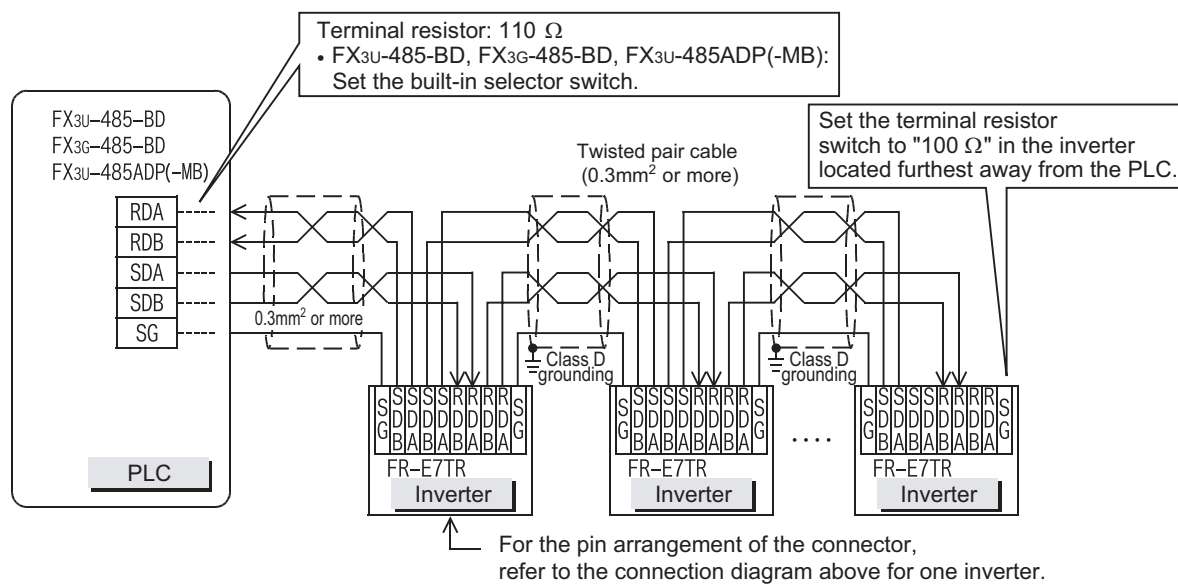 Terminal resistor: 110 Ω
• FX3U-485-BD, FX3G-485-BD, FX3U-485ADP(-MB):
Set the built-in selector switch.
FX3U-485-BD
FX3G-485-BD
FX3U-485ADP(-MB)
Set the terminal resistor
switch to "100 Ω" in the inverter
located furthest away from the PLC.
Twisted pair cable
(0.3mm² or more)
RDA
RDB
SDA
SDB
SG
0.3mm² or more
Class D
grounding
Class D
grounding
SG SDB SDA SDB SDA RDB RDA RDB RDA SG
FR-E7TR
Inverter
SG SDB SDA SDB SDA RDB RDA RDB RDA SG
FR-E7TR
Inverter
....
SG SDB SDA SDB SDA RDB RDA RDB RDA SG
FR-E7TR
Inverter
PLC
For the pin arrangement of the connector,
refer to the connection diagram above for one inverter.